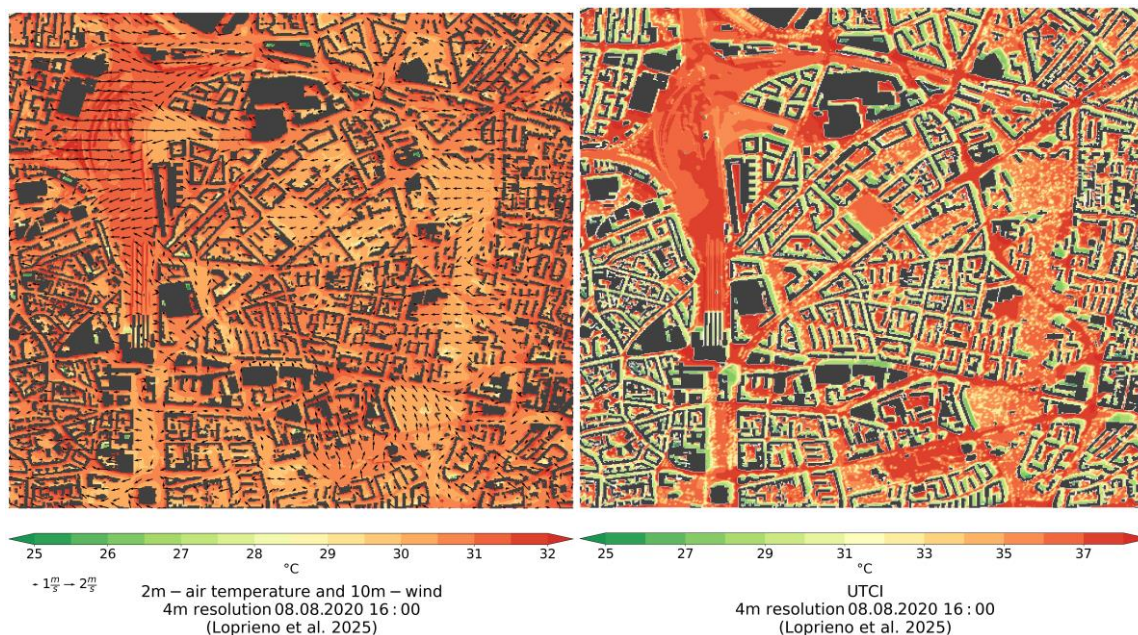 25 26 27 28 29 30 31 32
°C
- 1 m/s → 2 m/s
2m − air temperature and 10m − wind
4m resolution 08.08.2020 16 : 00
(Loprieno et al. 2025)
25 27 29 31 33 35 37
°C
UTCI
4m resolution 08.08.2020 16 : 00
(Loprieno et al. 2025)